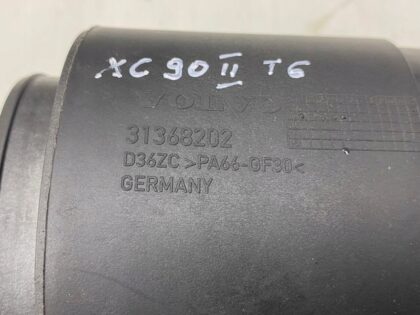 XC 90 II T6
VOLVO
31368202
D36ZC >PA66-GF30<
GERMANY